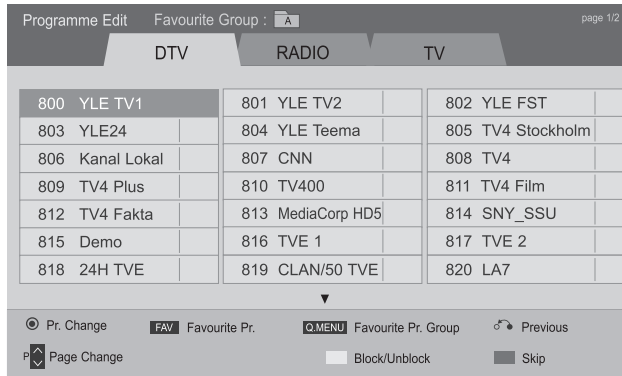 Programme Edit Favourite Group : A page 1/2
DTV RADIO TV
800 YLE TV1 801 YLE TV2 802 YLE FST
803 YLE24 804 YLE Teema 805 TV4 Stockholm
806 Kanal Lokal 807 CNN 808 TV4
809 TV4 Plus 810 TV400 811 TV4 Film
812 TV4 Fakta 813 MediaCorp HD5 814 SNY_SSU
815 Demo 816 TVE 1 817 TVE 2
818 24H TVE 819 CLAN/50 TVE 820 LA7
Pr. Change FAV Favourite Pr. Q.MENU Favourite Pr. Group Previous
P Page Change Block/Unblock Skip